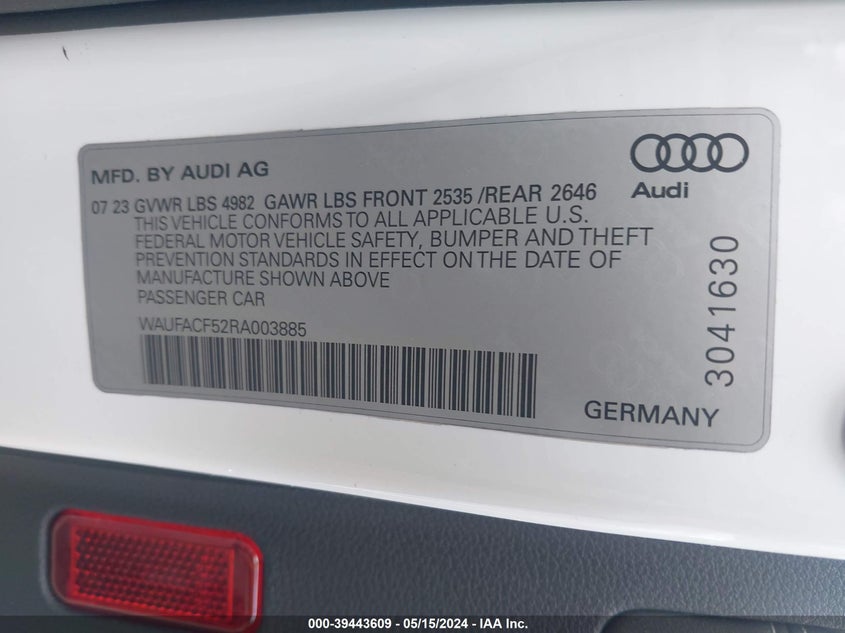 MFD. BY AUDI AG
Audi
07 23 GVWR LBS 4982 GAWR LBS FRONT 2535 /REAR 2646
THIS VEHICLE CONFORMS TO ALL APPLICABLE U.S.
FEDERAL MOTOR VEHICLE SAFETY, BUMPER AND THEFT
PREVENTION STANDARDS IN EFFECT ON THE DATE OF
MANUFACTURE SHOWN ABOVE
PASSENGER CAR
WAUFACF52RA003885
3041630
GERMANY
000-39443609 - 05/15/2024 - IAA Inc.